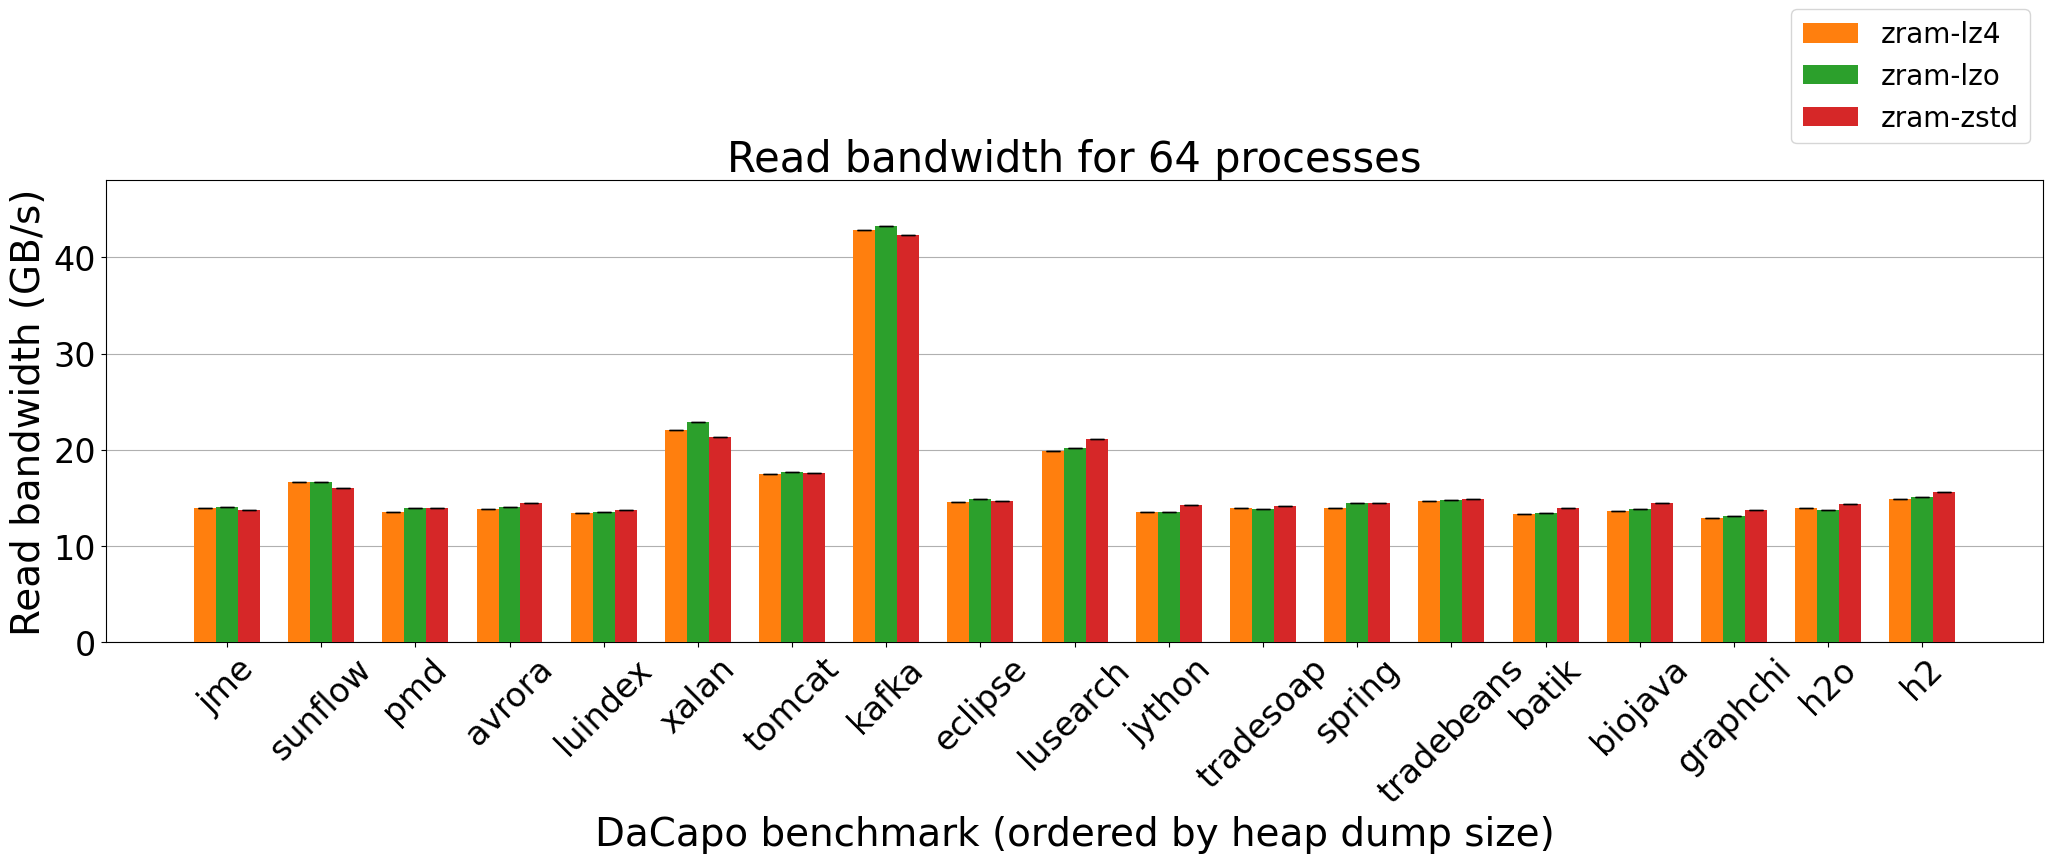 zram-lz4
zram-lzo
zram-zstd
Read bandwidth for 64 processes
Read bandwidth (GB/s)
40
30
20
10
0
jme
sunflow
pmd
avrora
luindex
xalan
tomcat
kafka
eclipse
lusearch
jython
tradesoap
spring
tradebeans
batik
biojava
graphchi
h2o
h2
DaCapo benchmark (ordered by heap dump size)